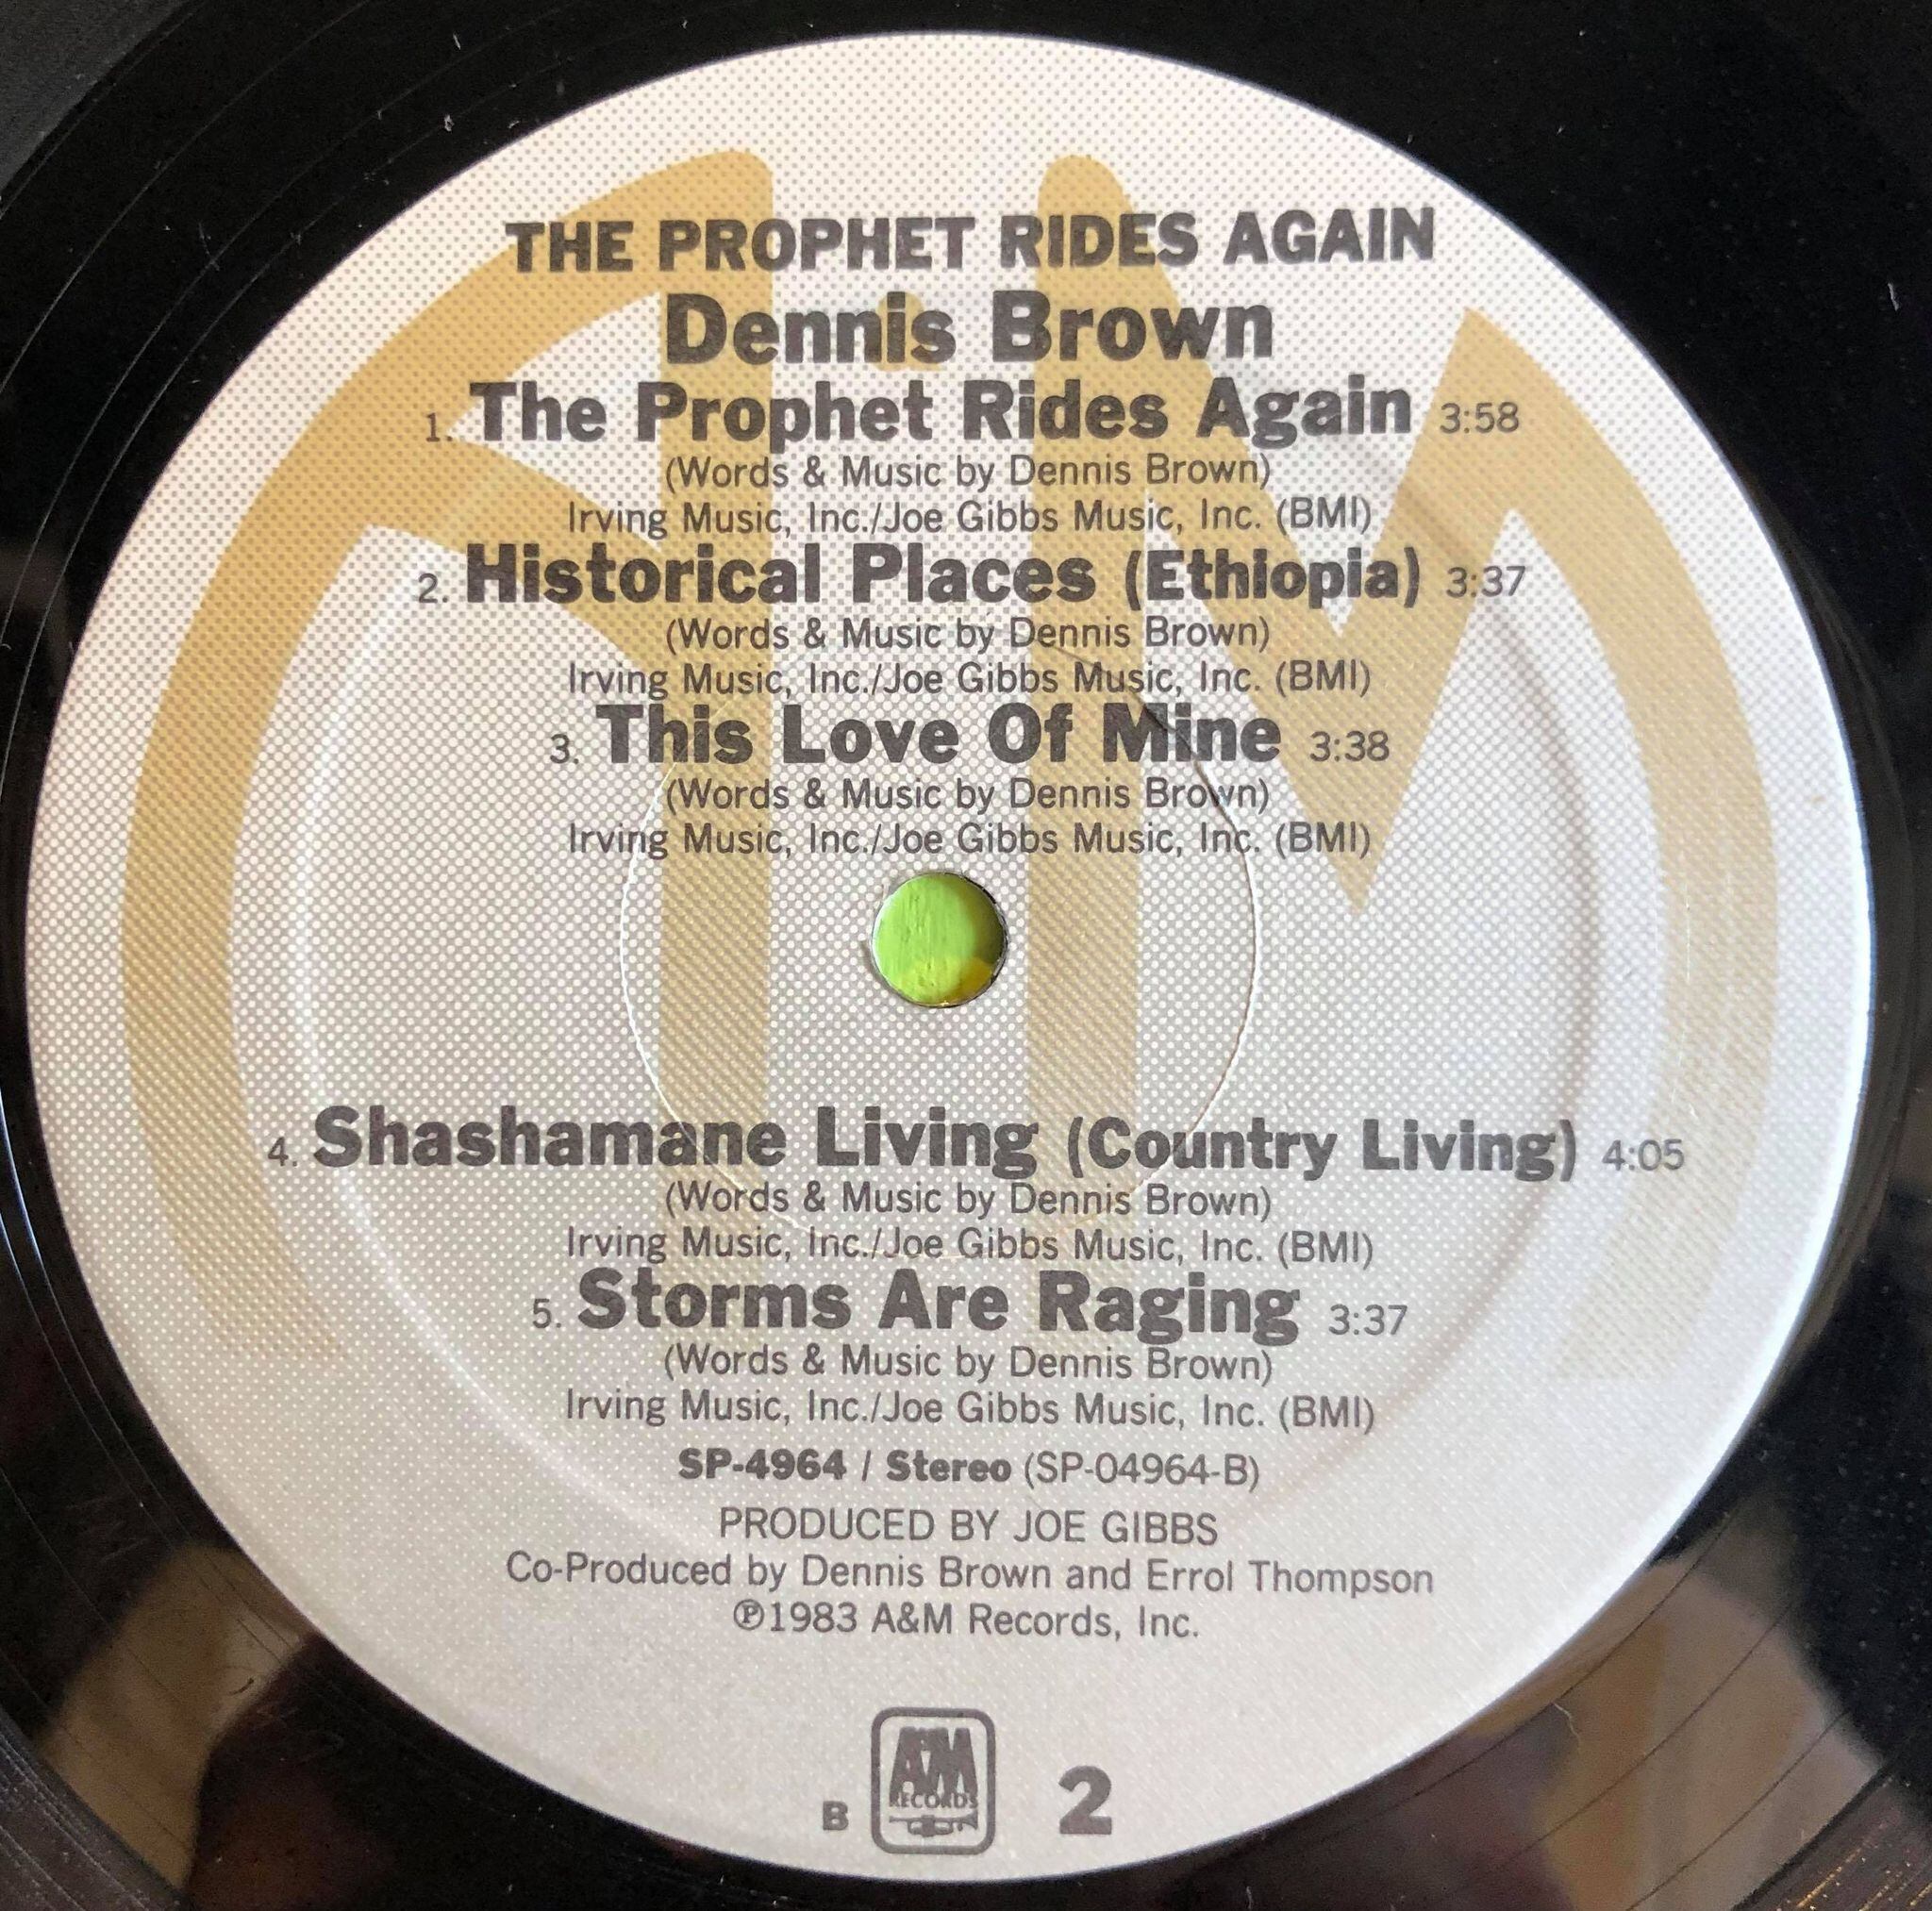 THE PROPHET RIDES AGAIN
Dennis Brown
1. The Prophet Rides Again 3:58
(Words & Music by Dennis Brown)
Irving Music, Inc./Joe Gibbs Music, Inc. (BMI)
2. Historical Places (Ethiopia) 3:37
(Words & Music by Dennis Brown)
Irving Music, Inc./Joe Gibbs Music, Inc. (BMI)
3. This Love Of Mine 3:38
(Words & Music by Dennis Brown)
Irving Music, Inc./Joe Gibbs Music, Inc. (BMI)
4. Shashamane Living (Country Living) 4:05
(Words & Music by Dennis Brown)
Irving Music, Inc./Joe Gibbs Music, Inc. (BMI)
5. Storms Are Raging 3:37
(Words & Music by Dennis Brown)
Irving Music, Inc./Joe Gibbs Music, Inc. (BMI)
SP-4964 / Stereo (SP-04964-B)
PRODUCED BY JOE GIBBS
Co-Produced by Dennis Brown and Errol Thompson
℗1983 A&M Records, Inc.
A&M
RECORDS
B 2